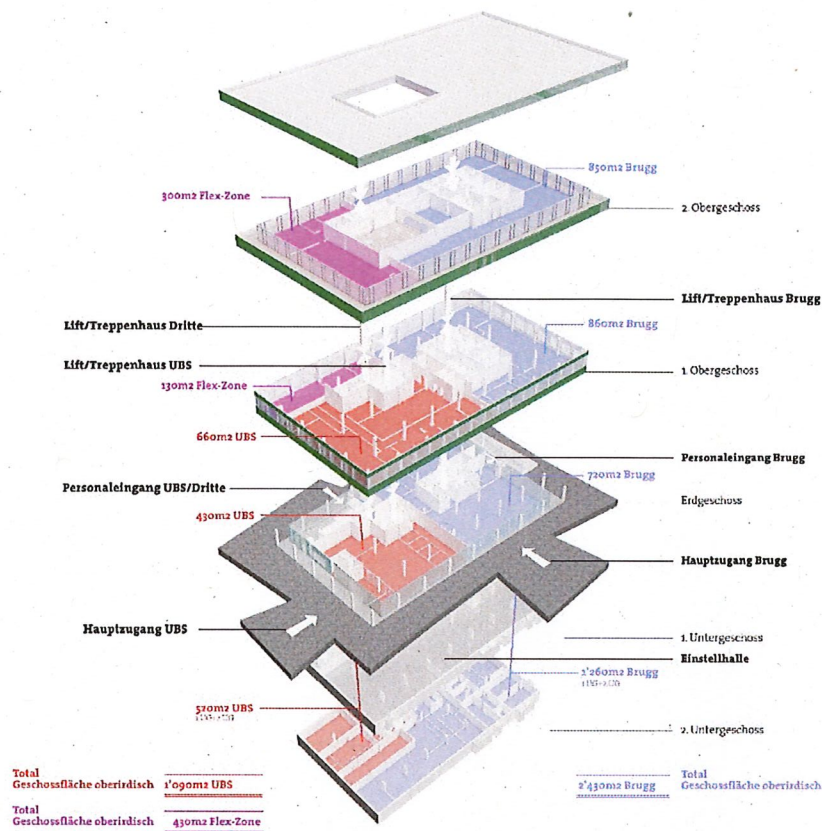 850m2 Brugg
300m2 Flex-Zone
2. Obergeschoss
Lift/Treppenhaus Brugg
Lift/Treppenhaus Dritte
860m2 Brugg
Lift/Treppenhaus UBS
1. Obergeschoss
130m2 Flex-Zone
660m2 UBS
Personaleingang Brugg
720m2 Brugg
Personaleingang UBS/Dritte
Erdgeschoss
430m2 UBS
Hauptzugang Brugg
Hauptzugang UBS
1. Untergeschoss
Einstellhalle
1'260m2 Brugg
520m2 UBS
2. Untergeschoss
Total
Geschossfläche oberirdisch 1'090m2 UBS
Total
2'430m2 Brugg Geschossfläche oberirdisch
Total
Geschossfläche oberirdisch 430m2 Flex-Zone